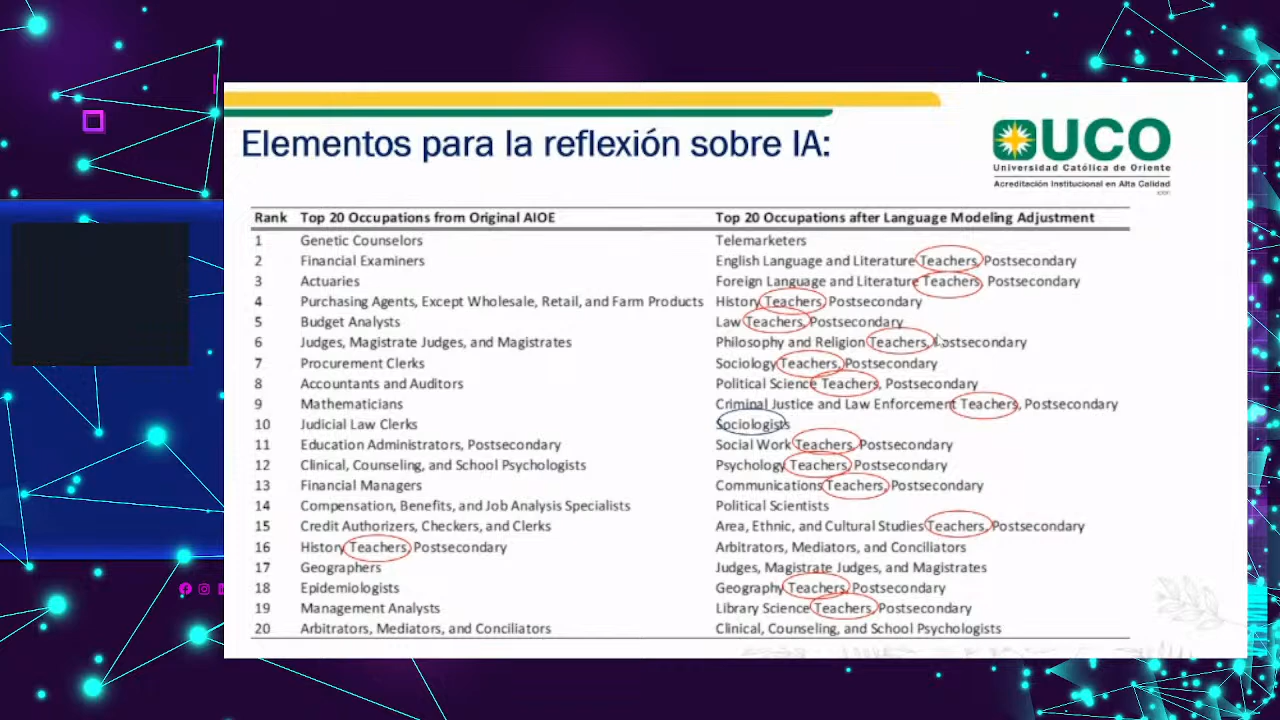 Elementos para la reflexión sobre IA:
UCO
Universidad Católica de Oriente
Acreditación Institucional en Alta Calidad
Rank Top 20 Occupations from Original AIOE Top 20 Occupations after Language Modeling Adjustment
1 Genetic Counselors Telemarketers
2 Financial Examiners English Language and Literature Teachers, Postsecondary
3 Actuaries Foreign Language and Literature Teachers, Postsecondary
4 Purchasing Agents, Except Wholesale, Retail, and Farm Products History Teachers, Postsecondary
5 Budget Analysts Law Teachers, Postsecondary
6 Judges, Magistrate Judges, and Magistrates Philosophy and Religion Teachers, Postsecondary
7 Procurement Clerks Sociology Teachers, Postsecondary
8 Accountants and Auditors Political Science Teachers, Postsecondary
9 Mathematicians Criminal Justice and Law Enforcement Teachers, Postsecondary
10 Judicial Law Clerks Sociologists
11 Education Administrators, Postsecondary Social Work Teachers, Postsecondary
12 Clinical, Counseling, and School Psychologists Psychology Teachers, Postsecondary
13 Financial Managers Communications Teachers, Postsecondary
14 Compensation, Benefits, and Job Analysis Specialists Political Scientists
15 Credit Authorizers, Checkers, and Clerks Area, Ethnic, and Cultural Studies Teachers, Postsecondary
16 History Teachers, Postsecondary Arbitrators, Mediators, and Conciliators
17 Geographers Judges, Magistrate Judges, and Magistrates
18 Epidemiologists Geography Teachers, Postsecondary
19 Management Analysts Library Science Teachers, Postsecondary
20 Arbitrators, Mediators, and Conciliators Clinical, Counseling, and School Psychologists